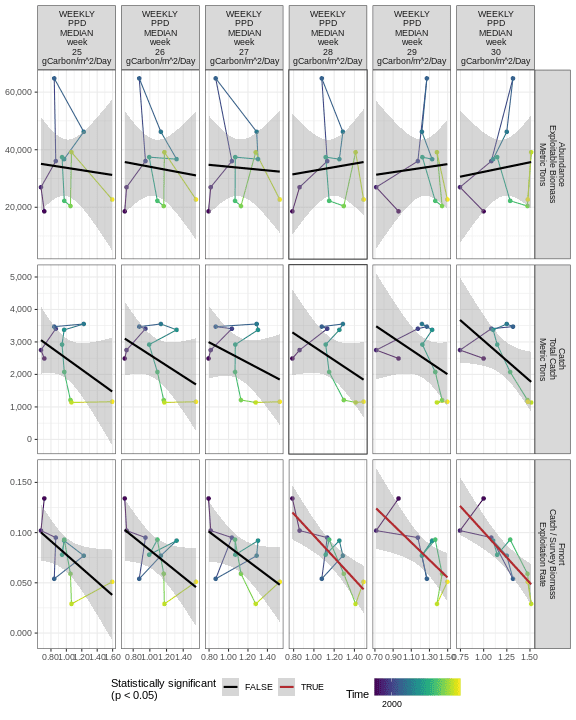 WEEKLY WEEKLY WEEKLY WEEKLY WEEKLY WEEKLY
PPD PPD PPD PPD PPD PPD
MEDIAN MEDIAN MEDIAN MEDIAN MEDIAN MEDIAN
week week week week week week
25 26 27 28 29 30
gCarbon/m^2/Day gCarbon/m^2/Day gCarbon/m^2/Day gCarbon/m^2/Day gCarbon/m^2/Day gCarbon/m^2/Day
60,000
40,000
20,000
Abundance
Exploitable Biomass
Metric Tons
5,000
4,000
3,000
2,000
1,000
0
Catch
Total Catch
Metric Tons
0.150
0.100
0.050
0.000
Fmort
Catch / Survey Biomass
Exploitation Rate
0.80 1.00 1.20 1.40 1.60 0.80 1.00 1.20 1.40 0.80 1.00 1.20 1.40 0.80 1.00 1.20 1.40 0.70 0.90 1.10 1.30 1.50 0.75 1.00 1.25 1.50
Statistically significant
(p < 0.05)
FALSE TRUE
Time
2000